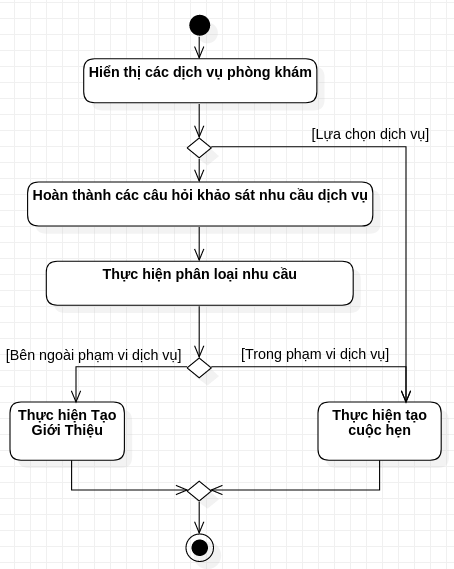 Hiển thị các dịch vụ phòng khám
[Lựa chọn dịch vụ]
Hoàn thành các câu hỏi khảo sát nhu cầu dịch vụ
Thực hiện phân loại nhu cầu
[Bên ngoài phạm vi dịch vụ]
[Trong phạm vi dịch vụ]
Thực hiện Tạo
Giới Thiệu
Thực hiện tạo
cuộc hẹn